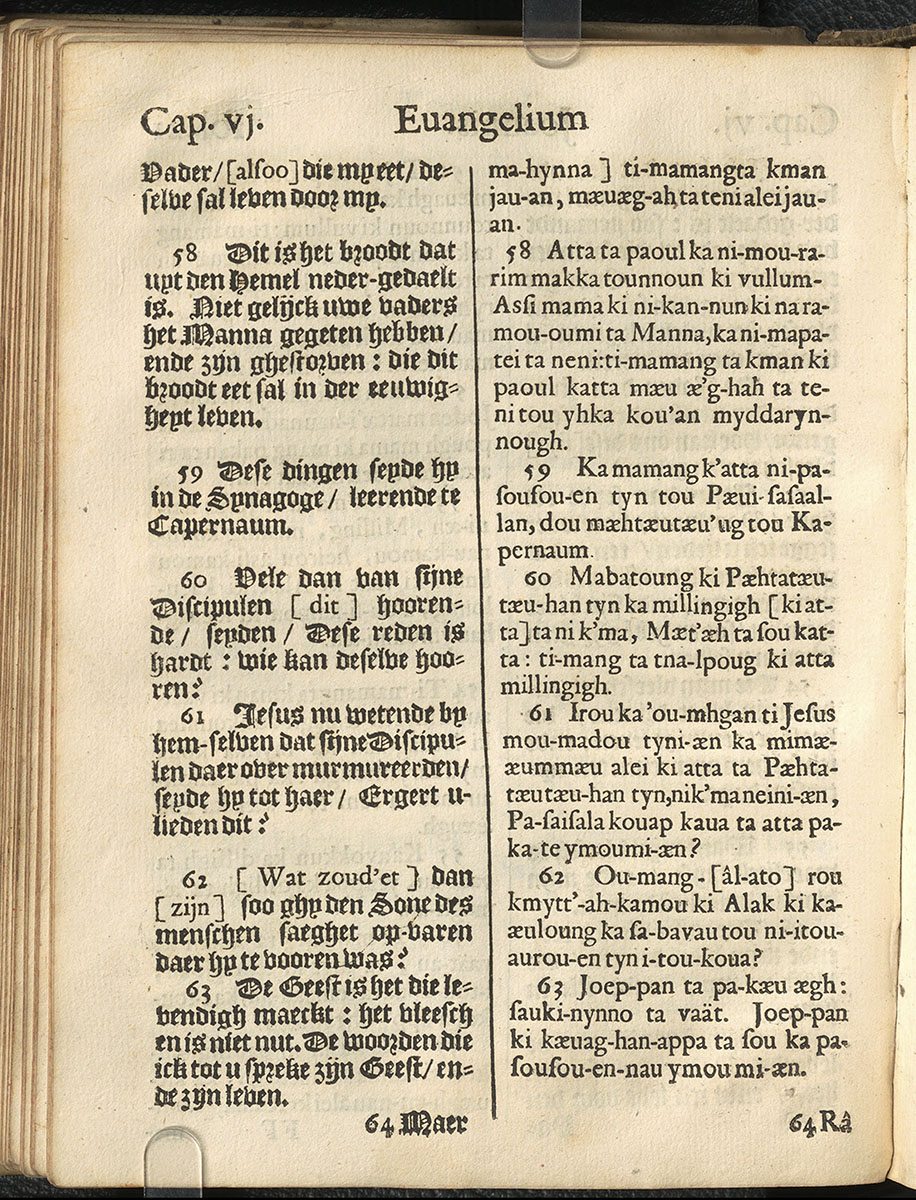 Cap. vj.
Euangelium
Vader/[alsoo] die my eet/ de-
selve sal leven door my.
58 Dit is het broodt dat
uyt den Hemel neder-gedaelt
is. Niet gelijck uwe vaders
het Manna gegeten hebben/
ende zijn ghestorven : die dit
broodt eet sal in der eeuwig-
heyt leven.
59 Dese dingen seyde hy
in de Synagoge/ leerende te
Capernaum.
60 Vele dan van sijne
Discipulen [ dit ] hooren-
de/ seyden / Dese reden is
hardt : wie kan deselve hoo-
ren?
61 Jesus nu wetende by
hem-selven dat sijne Discipu-
len daer over murmureerden/
seyde hy tot haer/ Ergert u-
lieden dit?
62 [ Wat zoud'et ] dan
[ zijn ] soo ghy den Sone des
menschen saeghet op-varen
daer hy te vooren was?
63 De Geest is het die le-
vendigh maeckt : het vleesch
en is niet nut. De woorden die
ick tot u spreke zijn Geest/ en-
de zijn leven.
64 Maer
ma-hynna ] ti-mamangta kman
jau-an, mæuæg-ah ta teni alei jau-
an.
58 Atta ta paoul ka ni-mou-ra-
rim makka tounnoun ki vullum.
Assi mama ki ni-kan-nun ki na ra-
mou-oumi ta Manna, ka ni-mapa-
tei ta neni: ti-mamang ta kman ki
paoul katta mæu æ'g-hah ta te-
ni tou yhka kou'an myddaryn-
nough.
59 Ka mamang k'atta ni-pa-
sousou-en tyn tou Pæui-sasaal-
lan, dou mæhtæutæu'ug tou Ka-
pernaum.
60 Mabatoung ki Pæhtatæu-
tæu-han tyn ka millingigh [ki at-
ta] ta ni k'ma, Mæt'æh ta sou kat-
ta : ti-mang ta tna-lpoug ki atta
millingigh.
61 Irou ka 'ou-mhgan ti Jesus
mou-madou tyni-æn ka mimæ-
æummæu alei ki atta ta Pæhta-
tæutæu-han tyn, nik'ma neini-æn,
Pa-saisala kouap kaua ta atta pa-
ka-te ymoumi-æn?
62 Ou-mang-[âl-ato] rou
kmytt'-ah-kamou ki Alak ki ka-
æuloung ka sa-bavau tou ni-itou-
aurou-en tyn i-tou-koua?
63 Joep-pan ta pa-kæu ægh:
sauki-nynno ta vaät. Joep-pan
ki kæuag-han-appa ta sou ka pa-
sousou-en-nau ymou mi-æn.
64 Râ